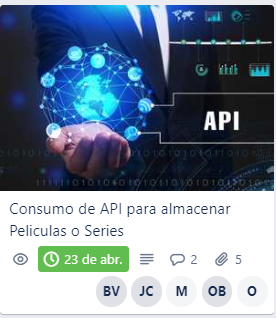 API
Consumo de API para almacenar
Peliculas o Series
23 de abr. 2 5
BV JC M OB O